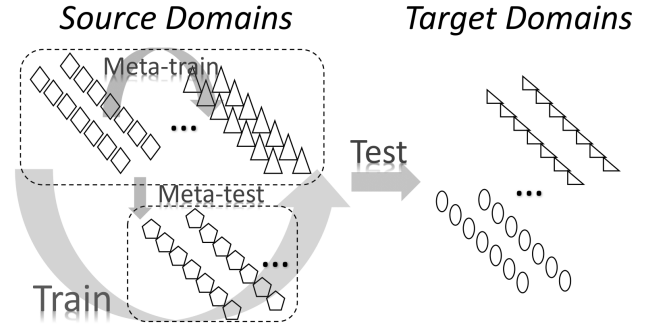 Source Domains
Target Domains
Meta-train
...
Test
Meta-test
...
...
Train